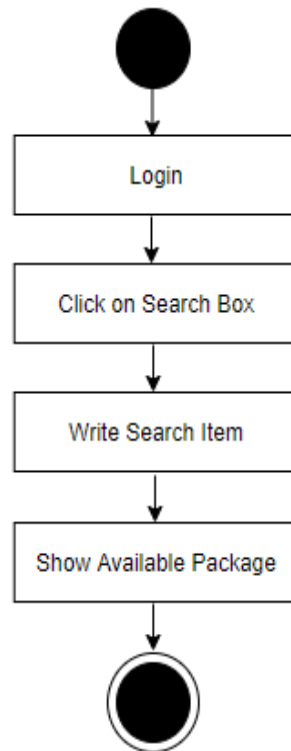 Login
Click on Search Box
Write Search Item
Show Available Package